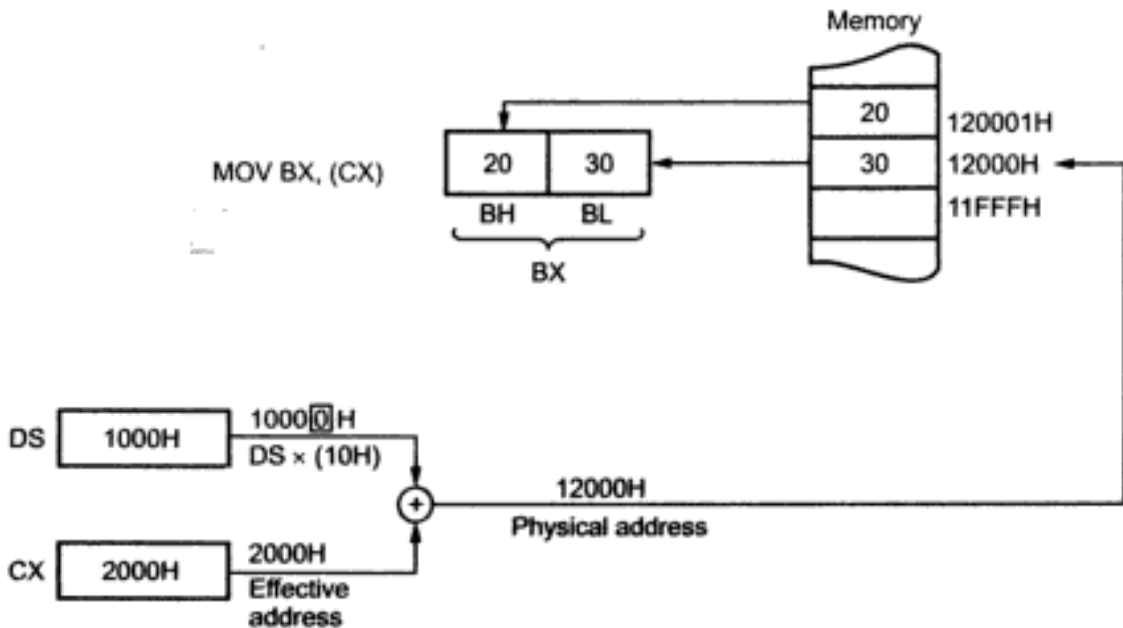 Memory
20
120001H
MOV BX, (CX)
20
30
30
12000H
BH
BL
11FFFH
BX
DS
1000H
10000H
DS × (10H)
+
12000H
Physical address
CX
2000H
2000H
Effective
address